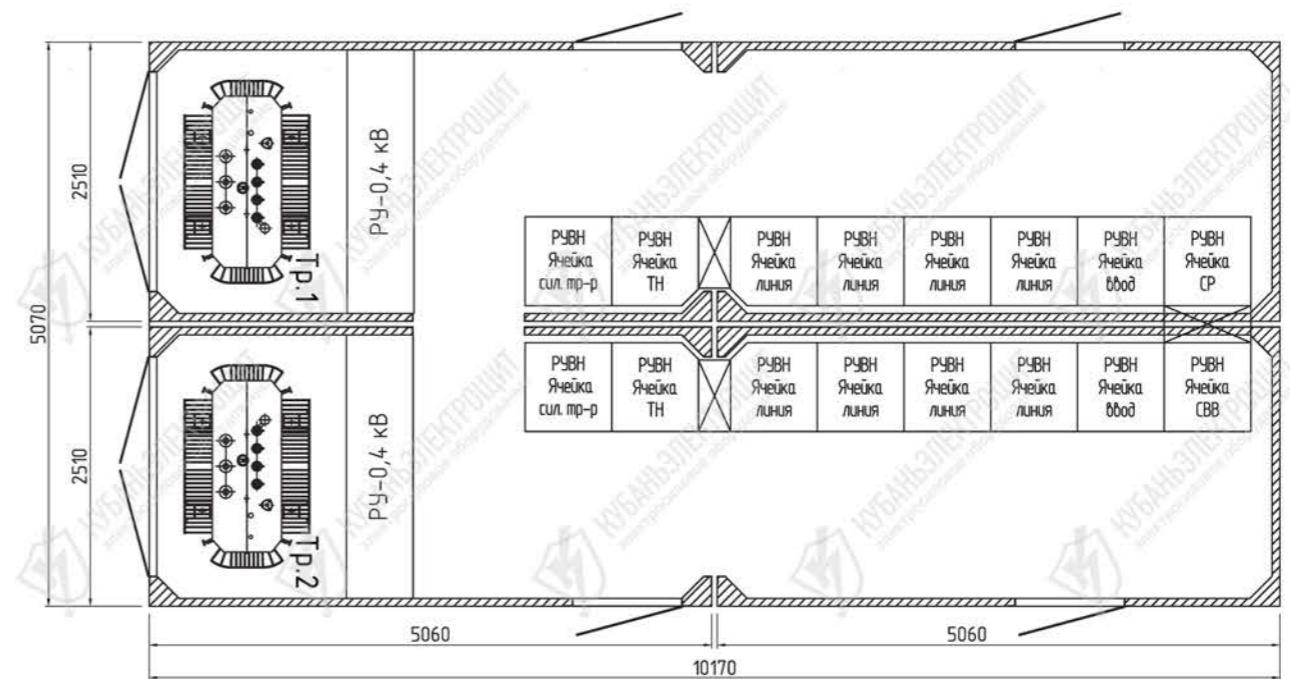 КУБАНЬЭЛЕКТРОЩИТ
электрощитовое оборудование
5070
2510
2510
Тр.1
РУ-0,4 кВ
РУВН
Ячейка
сил. тр-р
РУВН
Ячейка
ТН
РУВН
Ячейка
линия
РУВН
Ячейка
линия
РУВН
Ячейка
линия
РУВН
Ячейка
линия
РУВН
Ячейка
ввод
РУВН
Ячейка
СР
Тр.2
РУ-0,4 кВ
РУВН
Ячейка
сил. тр-р
РУВН
Ячейка
ТН
РУВН
Ячейка
линия
РУВН
Ячейка
линия
РУВН
Ячейка
линия
РУВН
Ячейка
линия
РУВН
Ячейка
ввод
РУВН
Ячейка
СВВ
5060
5060
10170